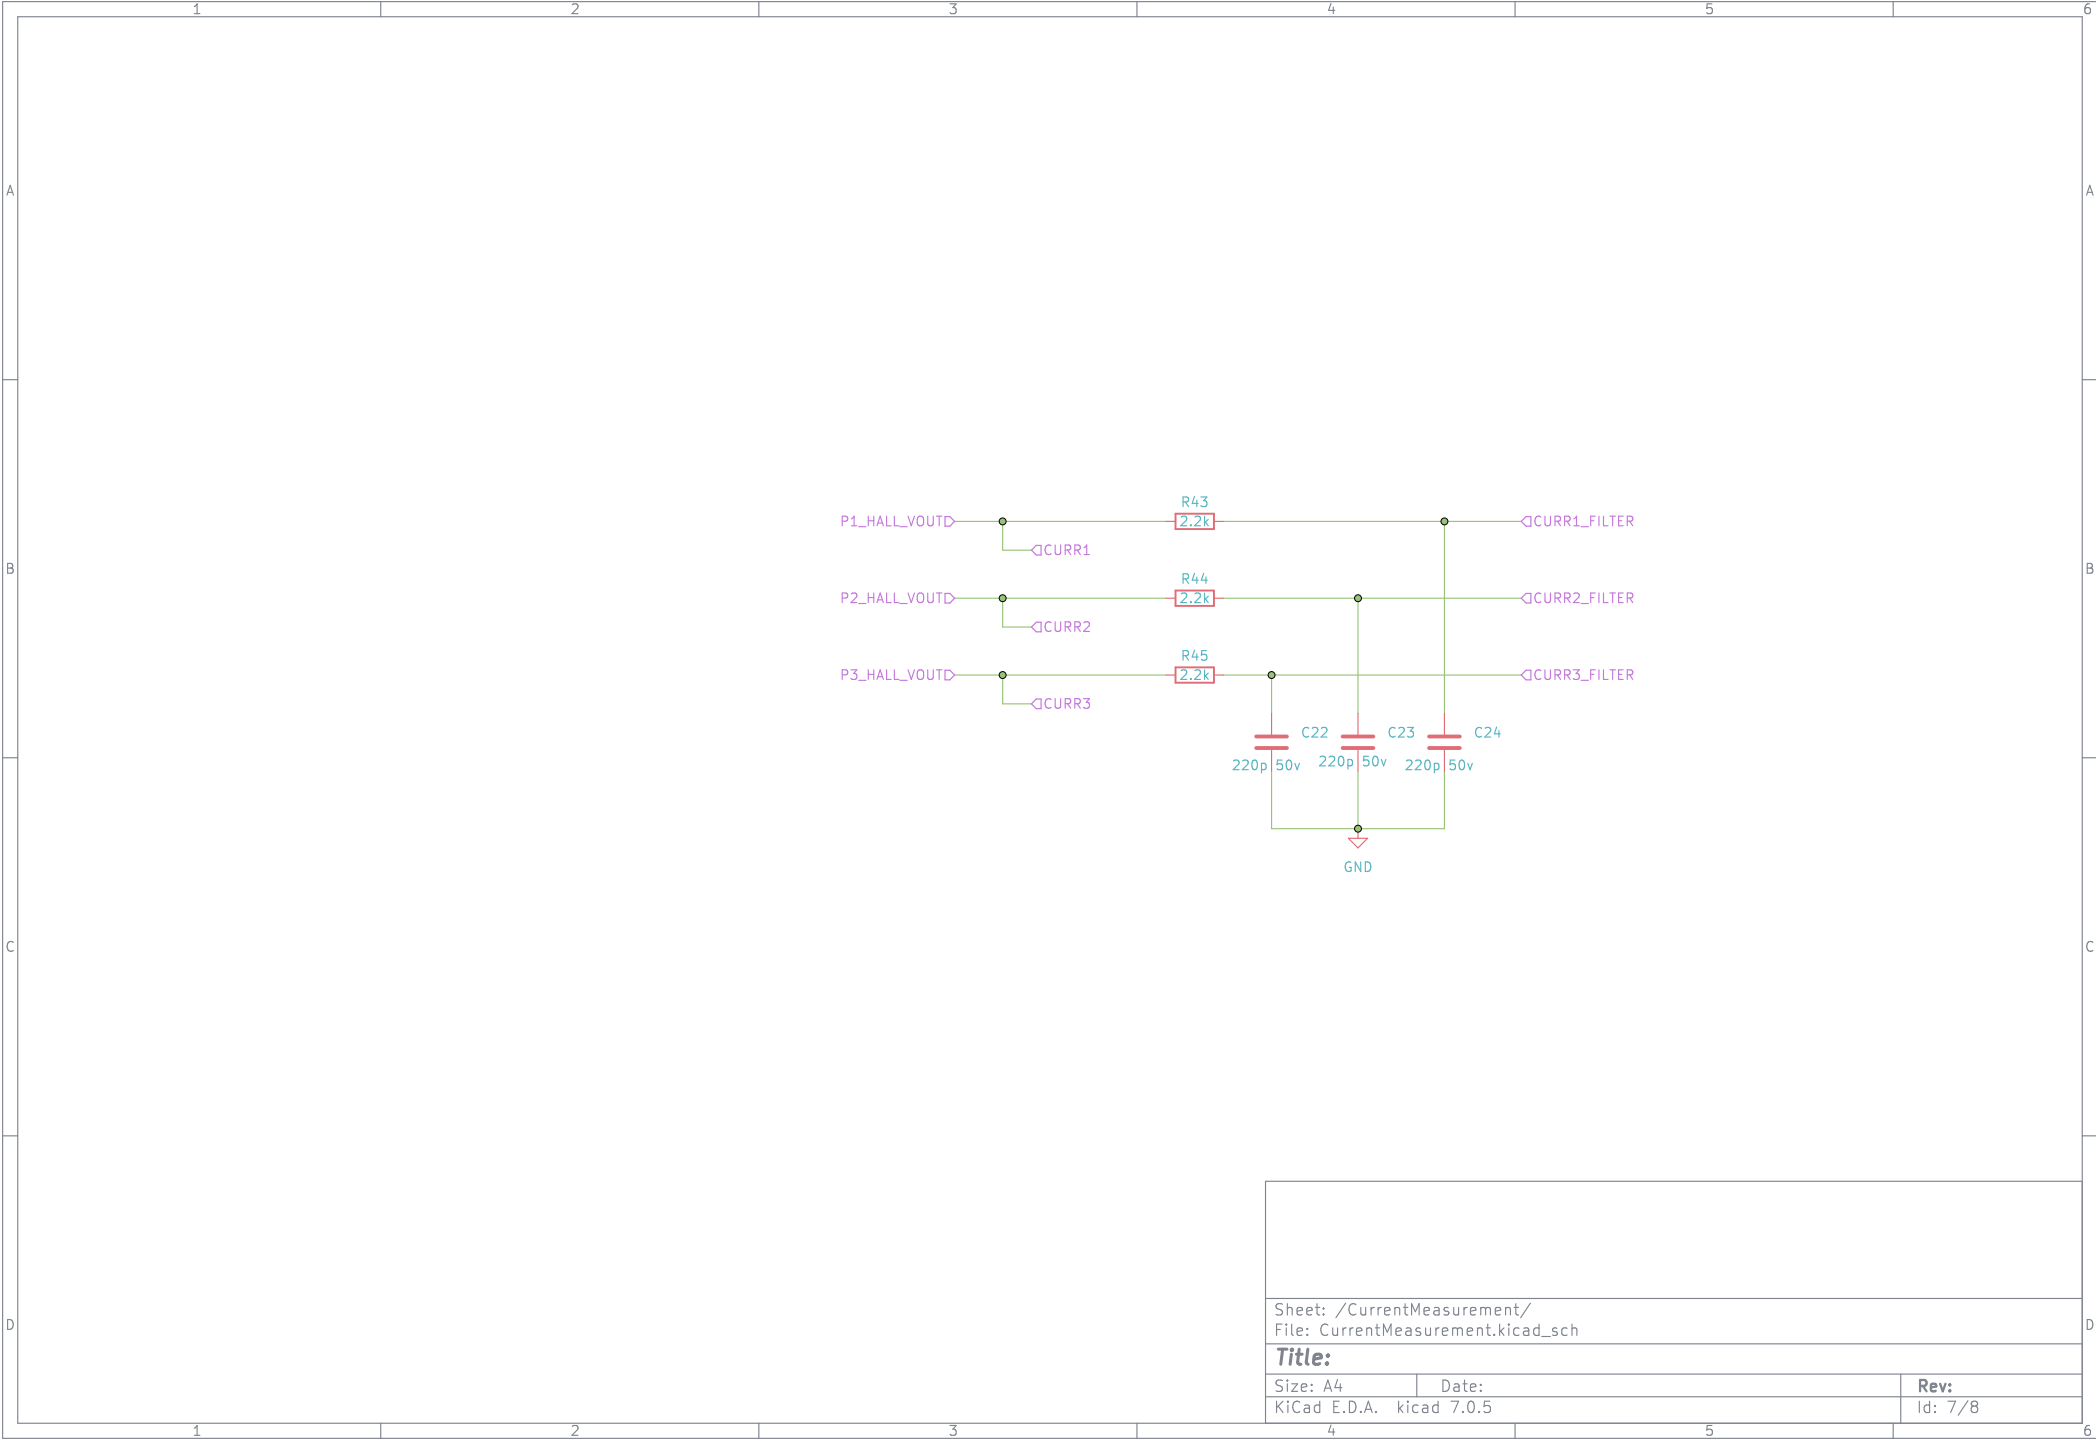 1 2 3 4 5 6
A A
R43
P1_HALL_VOUT 2.2k CURR1_FILTER
CURR1
B B
R44
P2_HALL_VOUT 2.2k CURR2_FILTER
CURR2
R45
P3_HALL_VOUT 2.2k CURR3_FILTER
CURR3
C22 C23 C24
220p 50v 220p 50v 220p 50v
GND
C C
Sheet: /CurrentMeasurement/
D D
File: CurrentMeasurement.kicad_sch
Title:
Size: A4 Date: Rev:
KiCad E.D.A. kicad 7.0.5 Id: 7/8
1 2 3 4 5 6